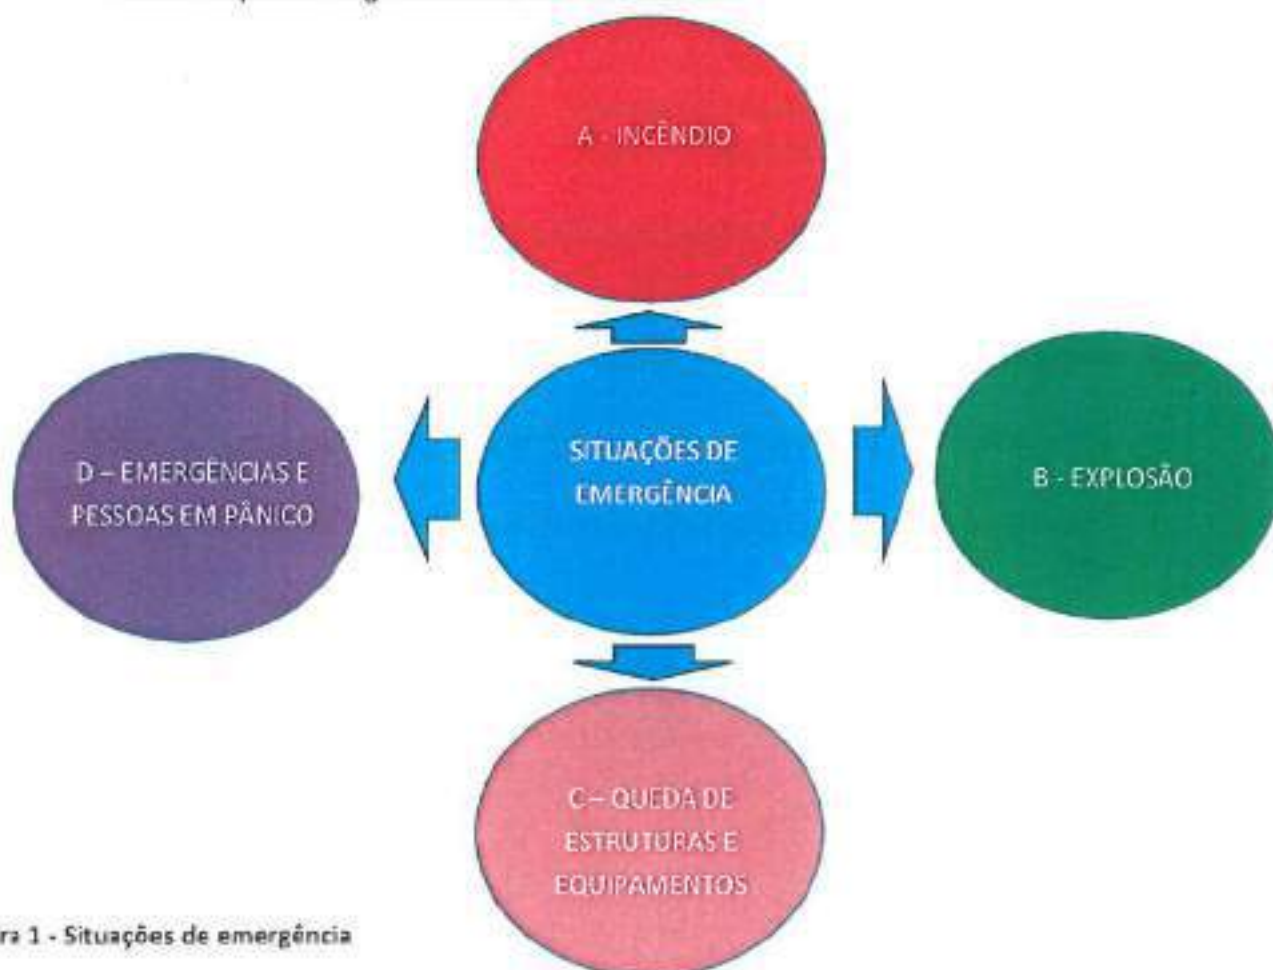 A - INCÊNDIO
SITUAÇÕES DE
EMERGÊNCIA
B - EXPLOSÃO
D – EMERGÊNCIAS E
PESSOAS EM PÂNICO
C – QUEDA DE
ESTRUTURAS E
EQUIPAMENTOS
ra 1 - Situações de emergência